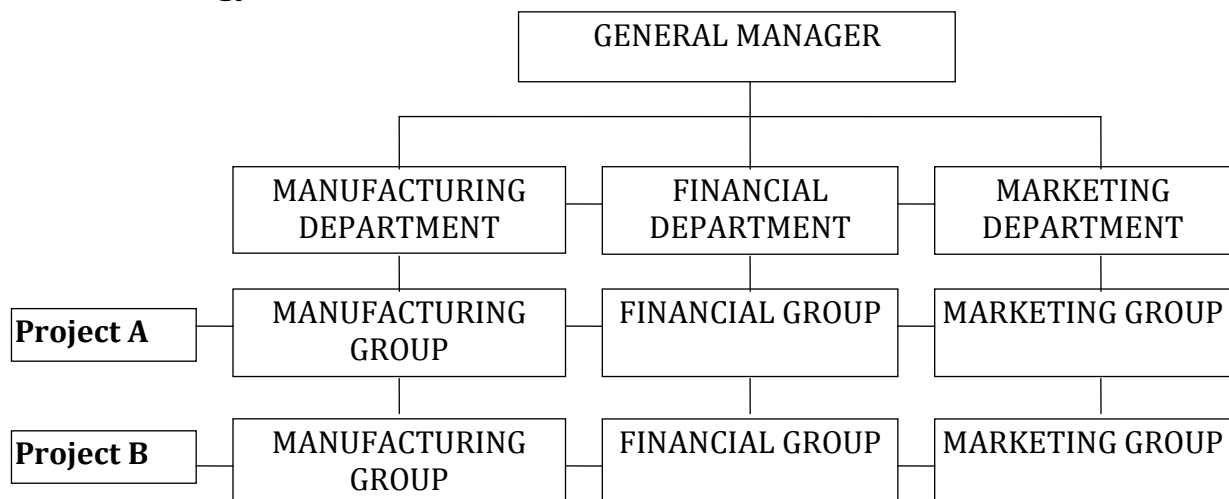 GENERAL MANAGER
MANUFACTURING
DEPARTMENT
FINANCIAL
DEPARTMENT
MARKETING
DEPARTMENT
Project A
MANUFACTURING
GROUP
FINANCIAL GROUP
MARKETING GROUP
Project B
MANUFACTURING
GROUP
FINANCIAL GROUP
MARKETING GROUP